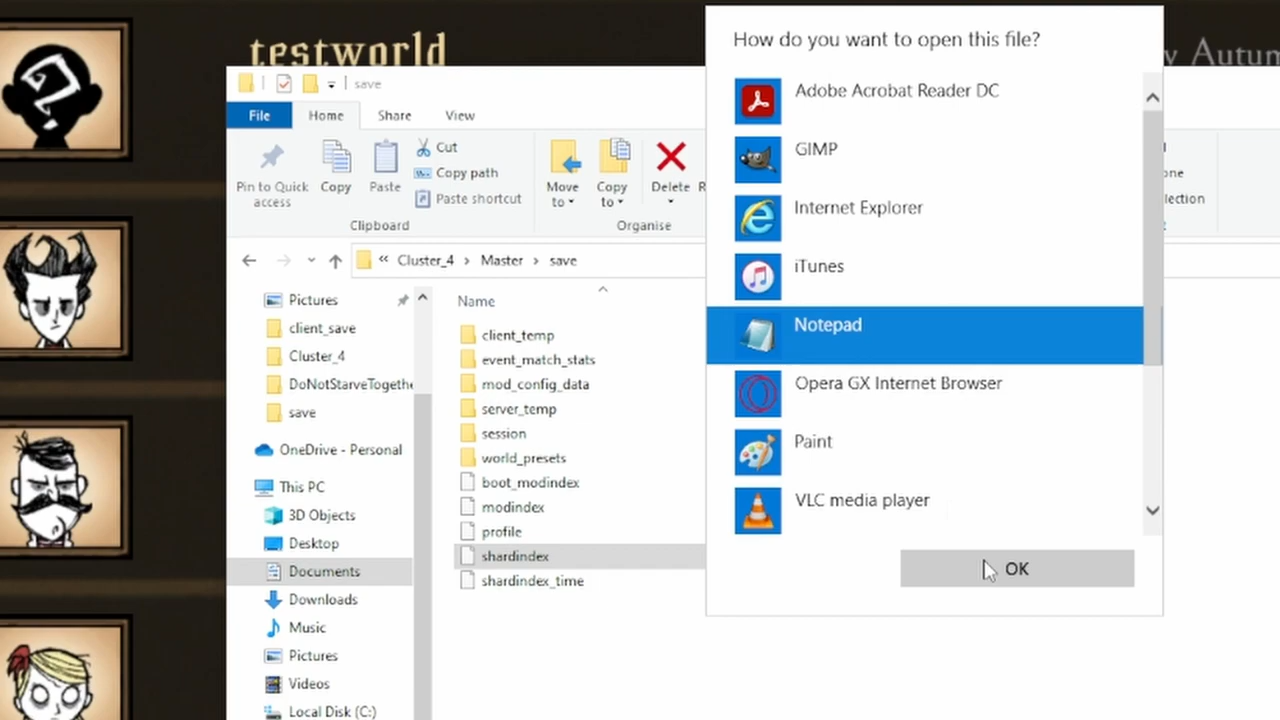 testworld
Autum
save
File
Home
Share
View
Pin to Quick
access
Copy
Paste
Cut
Copy path
Paste shortcut
Clipboard
Move
to
Copy
to
Delete
Organise
one
lection
« Cluster_4 > Master > save
Pictures
client_save
Cluster_4
DoNotStarveTogethe
save
OneDrive - Personal
This PC
3D Objects
Desktop
Documents
Downloads
Music
Pictures
Videos
Local Disk (C:)
Name
client_temp
event_match_stats
mod_config_data
server_temp
session
world_presets
boot_modindex
modindex
profile
shardindex
shardindex_time
How do you want to open this file?
Adobe Acrobat Reader DC
GIMP
Internet Explorer
iTunes
Notepad
Opera GX Internet Browser
Paint
VLC media player
OK